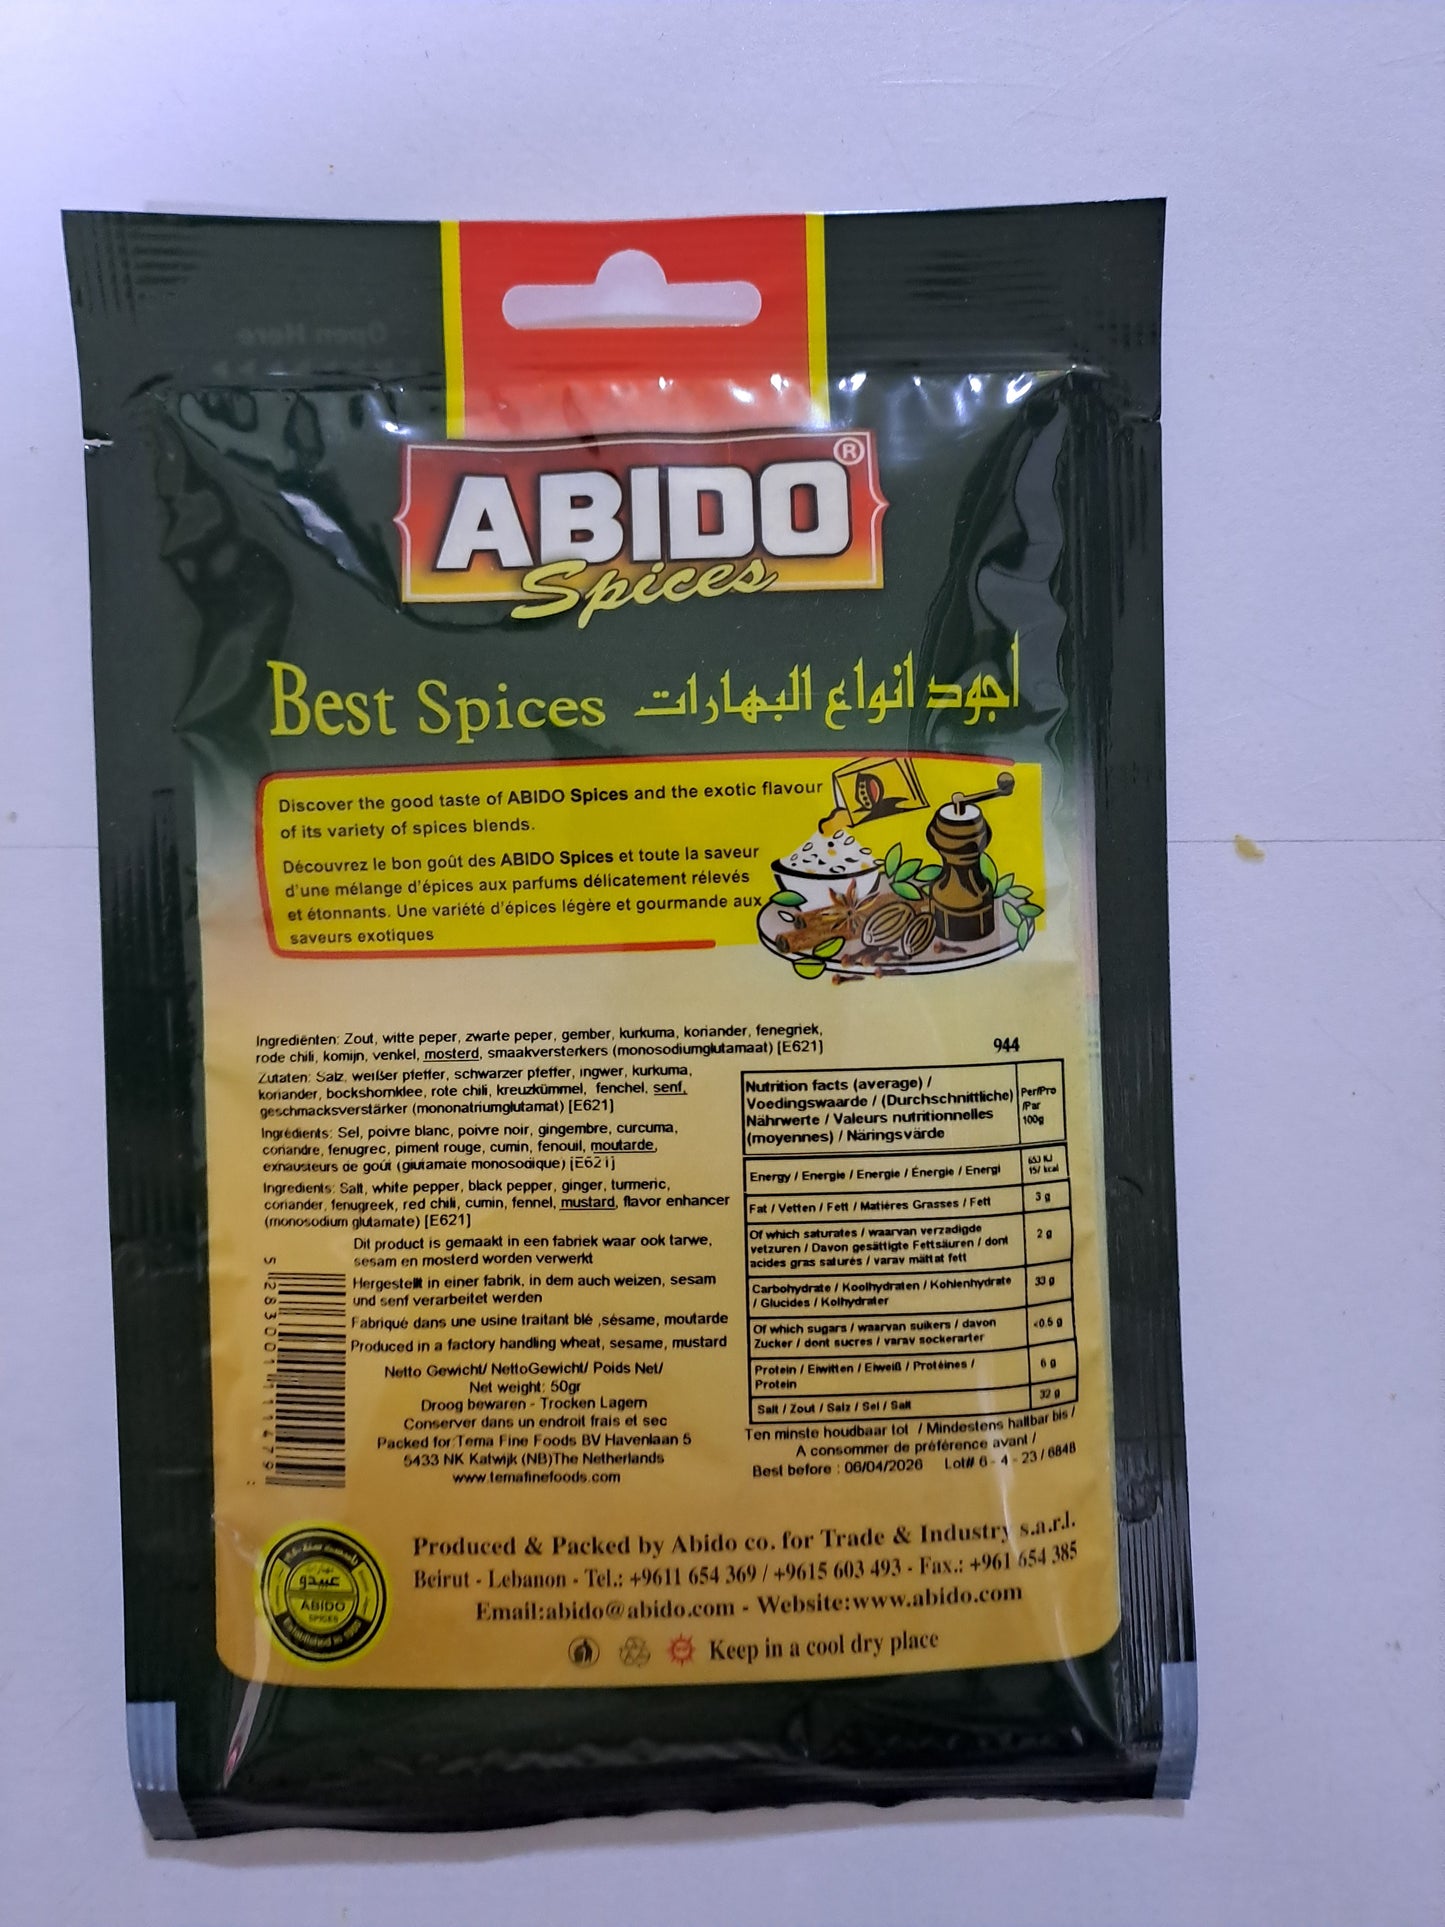 ABIDO®
Spices
Best Spices اجود انواع البهارات
Discover the good taste of ABIDO Spices and the exotic flavour
of its variety of spices blends.
Découvrez le bon goût des ABIDO Spices et toute la saveur
d'une mélange d'épices aux parfums délicatement rélevés
et étonnants. Une variété d'épices légère et gourmande aux
saveurs exotiques
Ingrediënten: Zout, witte peper, zwarte peper, gember, kurkuma, koriander, fenegriek,
rode chili, komijn, venkel, mosterd, smaakversterkers (monosodiumglutamaat) [E621]
Zutaten: Salz, weißer pfeffer, schwarzer pfeffer, ingwer, kurkuma,
koriander, bockshornklee, rote chili, kreuzkümmel, fenchel, senf,
geschmacksverstärker (mononatriumglutamat) [E621]
Ingrédients: Sel, poivre blanc, poivre noir, gingembre, curcuma,
coriandre, fenugrec, piment rouge, cumin, fenouil, moutarde,
exhausteurs de goût (glutamate monosodique) [E621]
Ingredients: Salt, white pepper, black pepper, ginger, turmeric,
coriander, fenugreek, red chili, cumin, fennel, mustard, flavor enhancer
(monosodium glutamate) [E621]
Dit product is gemaakt in een fabriek waar ook tarwe,
sesam en mosterd worden verwerkt
Hergestellt in einer fabrik, in dem auch weizen, sesam
und senf verarbeitet werden
Fabriqué dans une usine traitant blé ,sésame, moutarde
Produced in a factory handling wheat, sesame, mustard
5283001111479
Netto Gewicht/ NettoGewicht/ Poids Net/
Net weight: 50gr
Droog bewaren - Trocken Lagern
Conserver dans un endroit frais et sec
Packed for:Tema Fine Foods BV Havenlaan 5
5433 NK Katwijk (NB)The Netherlands
www.temafinefoods.com
944
Nutrition facts (average) /
Voedingswaarde / (Durchschnittliche)
Nährwerte / Valeurs nutritionnelles
(moyennes) / Näringsvärde
Per/Pro
/Par
100g
Energy / Energie / Energie / Énergie / Energi
653 KJ
157 kcal
Fat / Vetten / Fett / Matières Grasses / Fett 3 g
Of which saturates / waarvan verzadigde
vetzuren / Davon gesättigte Fettsäuren / dont
acides gras saturés / varav mättat fett
2 g
Carbohydrate / Koolhydraten / Kohlenhydrate
/ Glucides / Kolhydrater
33 g
Of which sugars / waarvan suikers / davon
Zucker / dont sucres / varav sockerarter
<0.5 g
Protein / Eiwitten / Eiweiß / Protéines /
Protein
6 g
Salt / Zout / Salz / Sel / Salt 32 g
Ten minste houdbaar tot / Mindestens haltbar bis /
A consommer de préférence avant /
Best before : 06/04/2026 Lot# 6 - 4 - 23 / 6848
عبيدو
ABIDO
SPICES
Produced & Packed by Abido co. for Trade & Industry s.a.r.l.
Beirut - Lebanon - Tel.: +9611 654 369 / +9615 603 493 - Fax.: +961 654 385
Email:abido@abido.com - Website:www.abido.com
Keep in a cool dry place